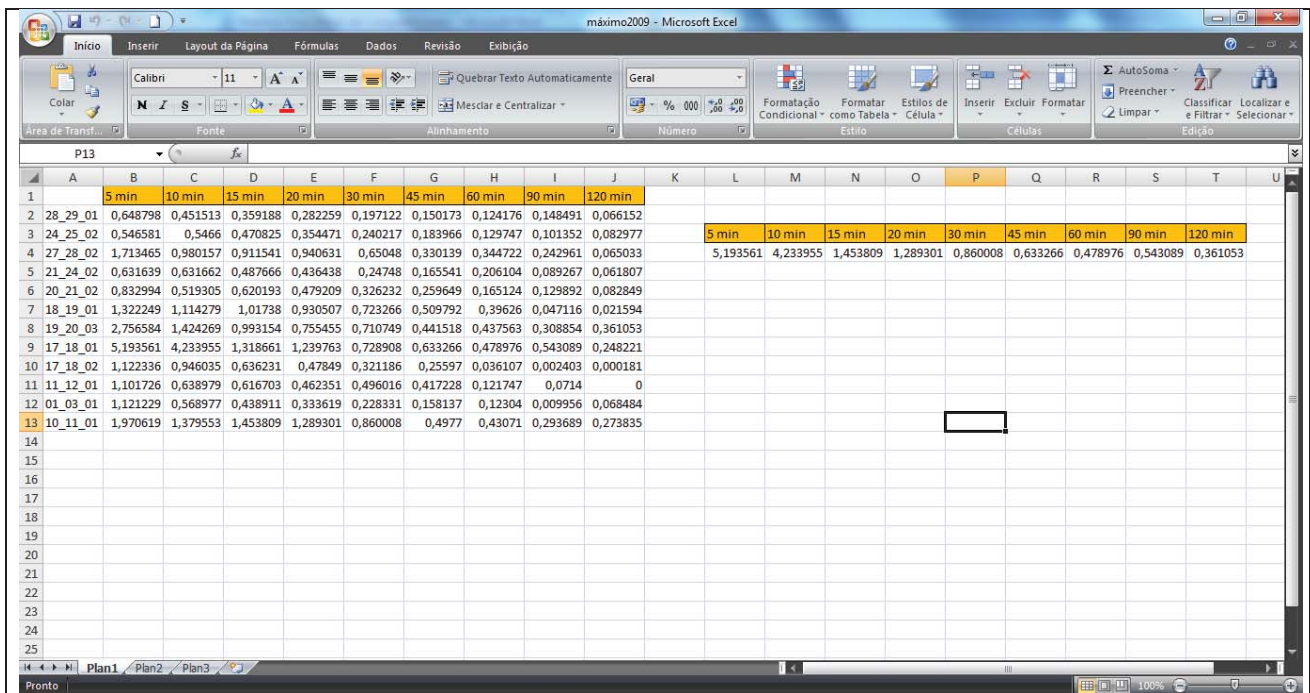 máximo2009 - Microsoft Excel
Início Inserir Layout da Página Fórmulas Dados Revisão Exibição
Colar
Área de Transf...
Calibri 11
N I S
Fonte
Quebrar Texto Automaticamente
Mesclar e Centralizar
Alinhamento
Geral
% 000
Número
Formatação Condicional
Formatar como Tabela
Estilos de Célula
Estilo
Inserir Excluir Formatar
Células
Σ AutoSoma
Preencher
Limpar
Classificar e Filtrar
Localizar e Selecionar
Edição
P13 fx
A B C D E F G H I J K L M N O P Q R S T U
1 5 min 10 min 15 min 20 min 30 min 45 min 60 min 90 min 120 min
2 28_29_01 0,648798 0,451513 0,359188 0,282259 0,197122 0,150173 0,124176 0,148491 0,066152
3 24_25_02 0,546581 0,5466 0,470825 0,354471 0,240217 0,183966 0,129747 0,101352 0,082977 5 min 10 min 15 min 20 min 30 min 45 min 60 min 90 min 120 min
4 27_28_02 1,713465 0,980157 0,911541 0,940631 0,65048 0,330139 0,344722 0,242961 0,065033 5,193561 4,233955 1,453809 1,289301 0,860008 0,633266 0,478976 0,543089 0,361053
5 21_24_02 0,631639 0,631662 0,487666 0,436438 0,24748 0,165541 0,206104 0,089267 0,061807
6 20_21_02 0,832994 0,519305 0,620193 0,479209 0,326232 0,259649 0,165124 0,129892 0,082849
7 18_19_01 1,322249 1,114279 1,01738 0,930507 0,723266 0,509792 0,39626 0,047116 0,021594
8 19_20_03 2,756584 1,424269 0,993154 0,755455 0,710749 0,441518 0,437563 0,308854 0,361053
9 17_18_01 5,193561 4,233955 1,318661 1,239763 0,728908 0,633266 0,478976 0,543089 0,248221
10 17_18_02 1,122336 0,946035 0,636231 0,47849 0,321186 0,25597 0,036107 0,002403 0,000181
11 11_12_01 1,101726 0,638979 0,616703 0,462351 0,496016 0,417228 0,121747 0,0714 0
12 01_03_01 1,121229 0,568977 0,438911 0,333619 0,228331 0,158137 0,12304 0,009956 0,068484
13 10_11_01 1,970619 1,379553 1,453809 1,289301 0,860008 0,4977 0,43071 0,293689 0,273835
14
15
16
17
18
19
20
21
22
23
24
25
Plan1 Plan2 Plan3
Pronto 100%